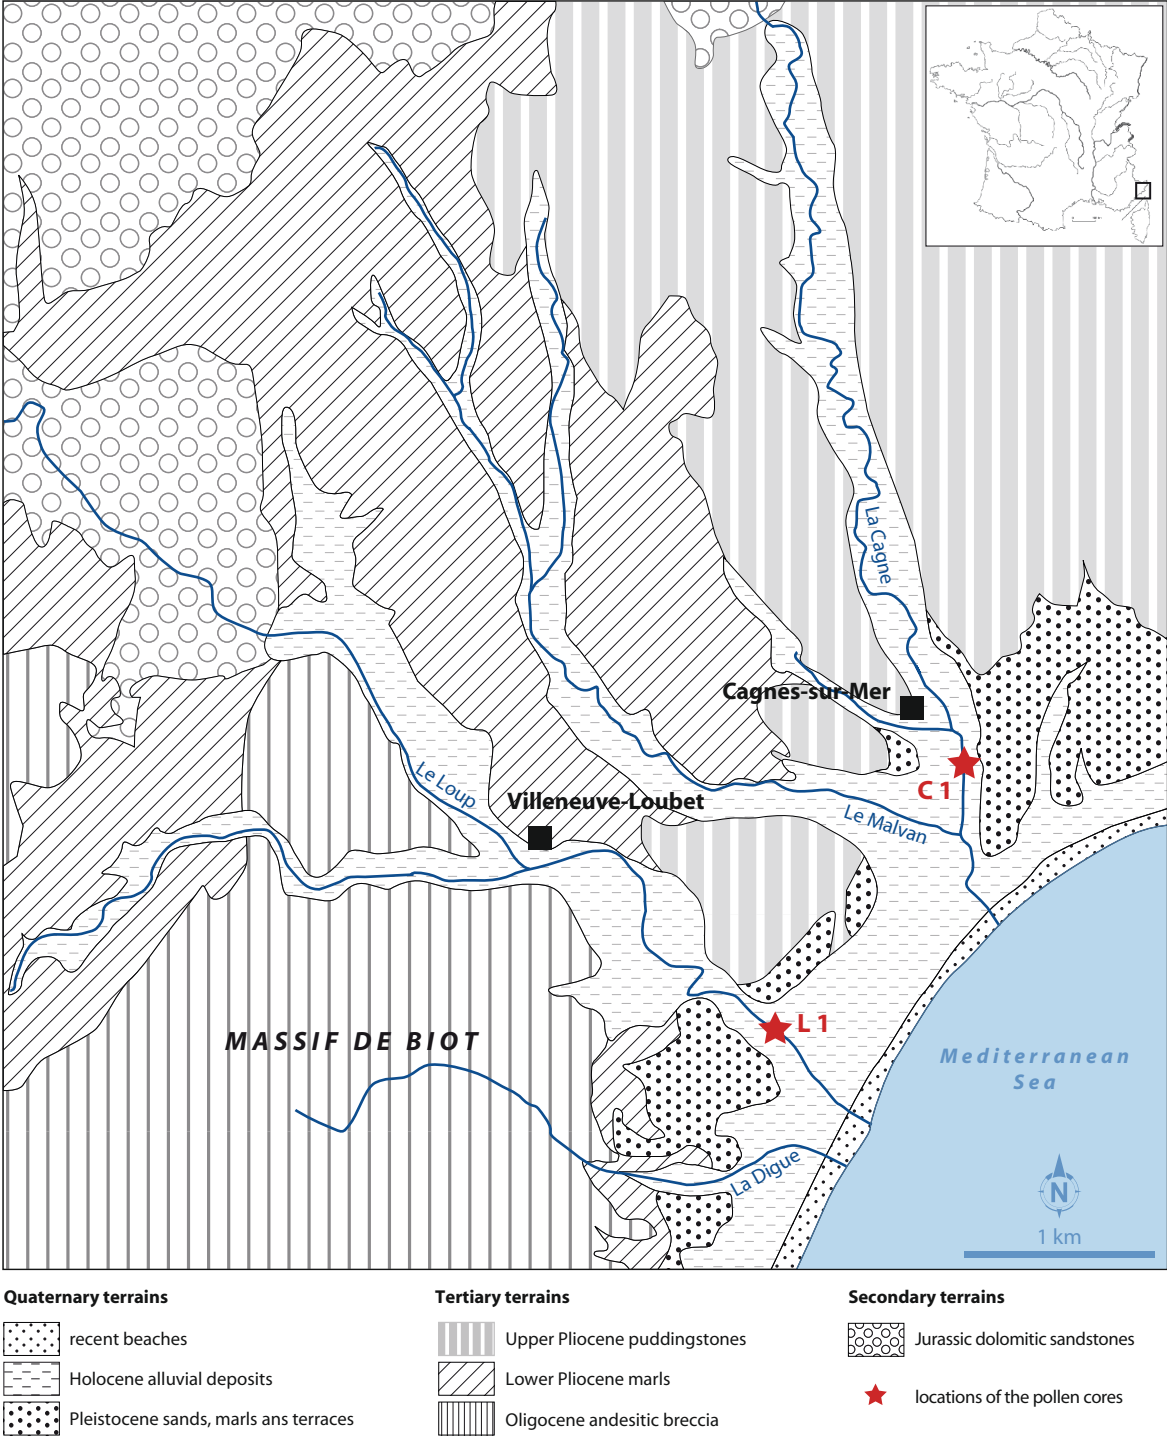 La Cagne
Cagnes-sur-Mer
C 1
Le Loup
Villeneuve-Loubet
Le Malvan
L 1
MASSIF DE BIOT
Mediterranean
Sea
La Digue
N
1 km
Quaternary terrains
recent beaches
Holocene alluvial deposits
Pleistocene sands, marls ans terraces
Tertiary terrains
Upper Pliocene puddingstones
Lower Pliocene marls
Oligocene andesitic breccia
Secondary terrains
Jurassic dolomitic sandstones
locations of the pollen cores